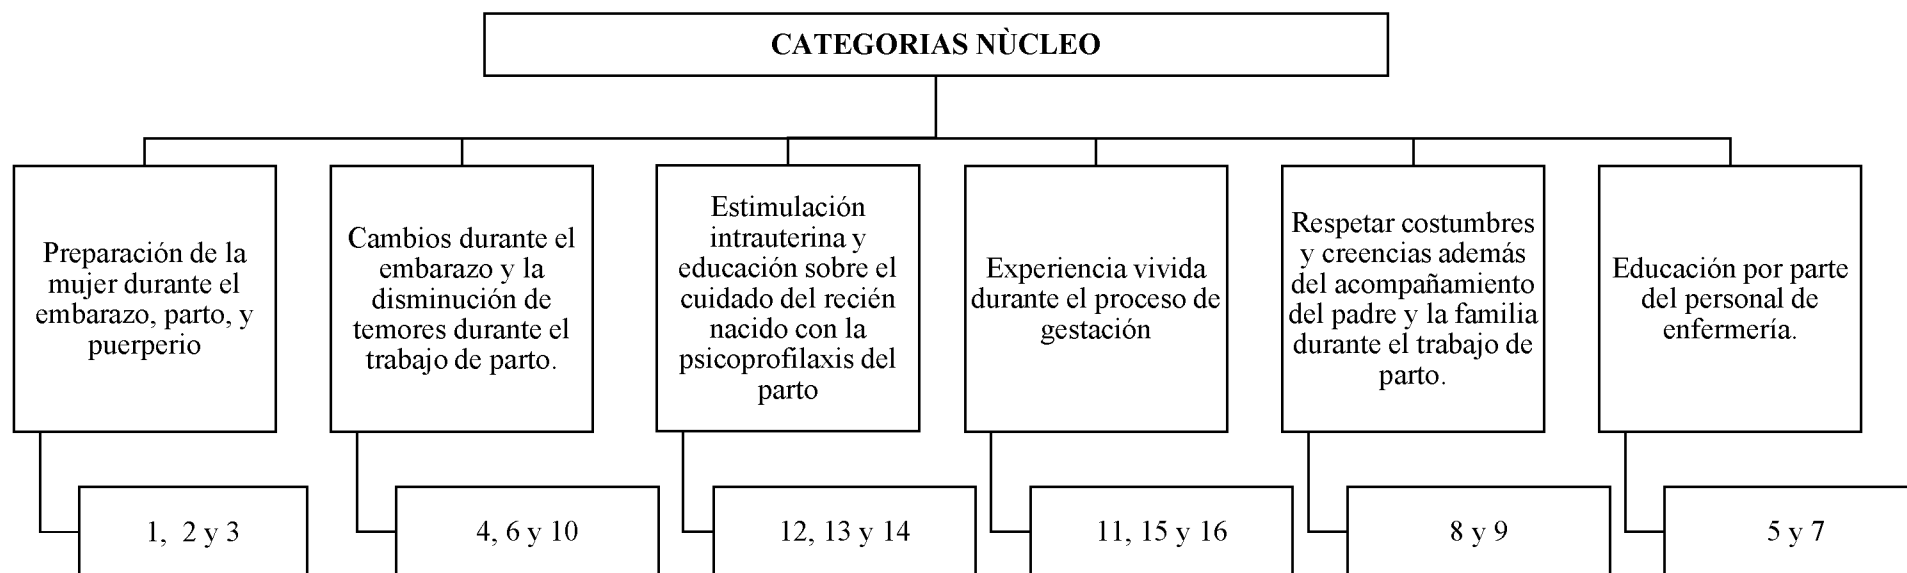 CATEGORIAS NÙCLEO
Preparación de la
mujer durante el
embarazo, parto, y
puerperio
Cambios durante el
embarazo y la
disminución de
temores durante el
trabajo de parto.
Estimulación
intrauterina y
educación sobre el
cuidado del recién
nacido con la
psicoprofilaxis del
parto
Experiencia vivida
durante el proceso de
gestación
Respetar costumbres
y creencias además
del acompañamiento
del padre y la familia
durante el trabajo de
parto.
Educación por parte
del personal de
enfermería.
1, 2 y 3
4, 6 y 10
12, 13 y 14
11, 15 y 16
8 y 9
5 y 7